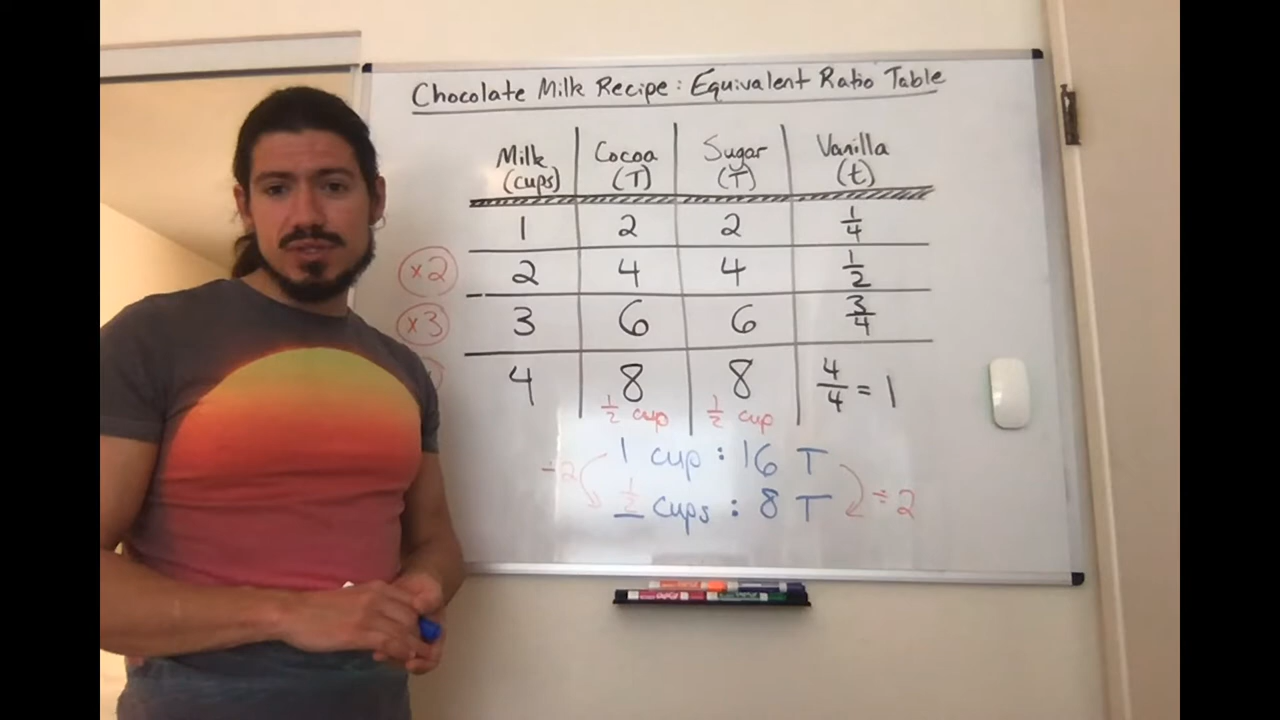 Chocolate Milk Recipe: Equivalent Ratio Table
Milk (cups) Cocoa (T) Sugar (T) Vanilla (t)
1 2 2 1/4
×2 2 4 4 1/2
×3 3 6 6 3/4
4 8 8 4/4 = 1
1/2 cup 1/2 cup
1 cup : 16 T
÷2 ÷2
1/2 cups : 8 T